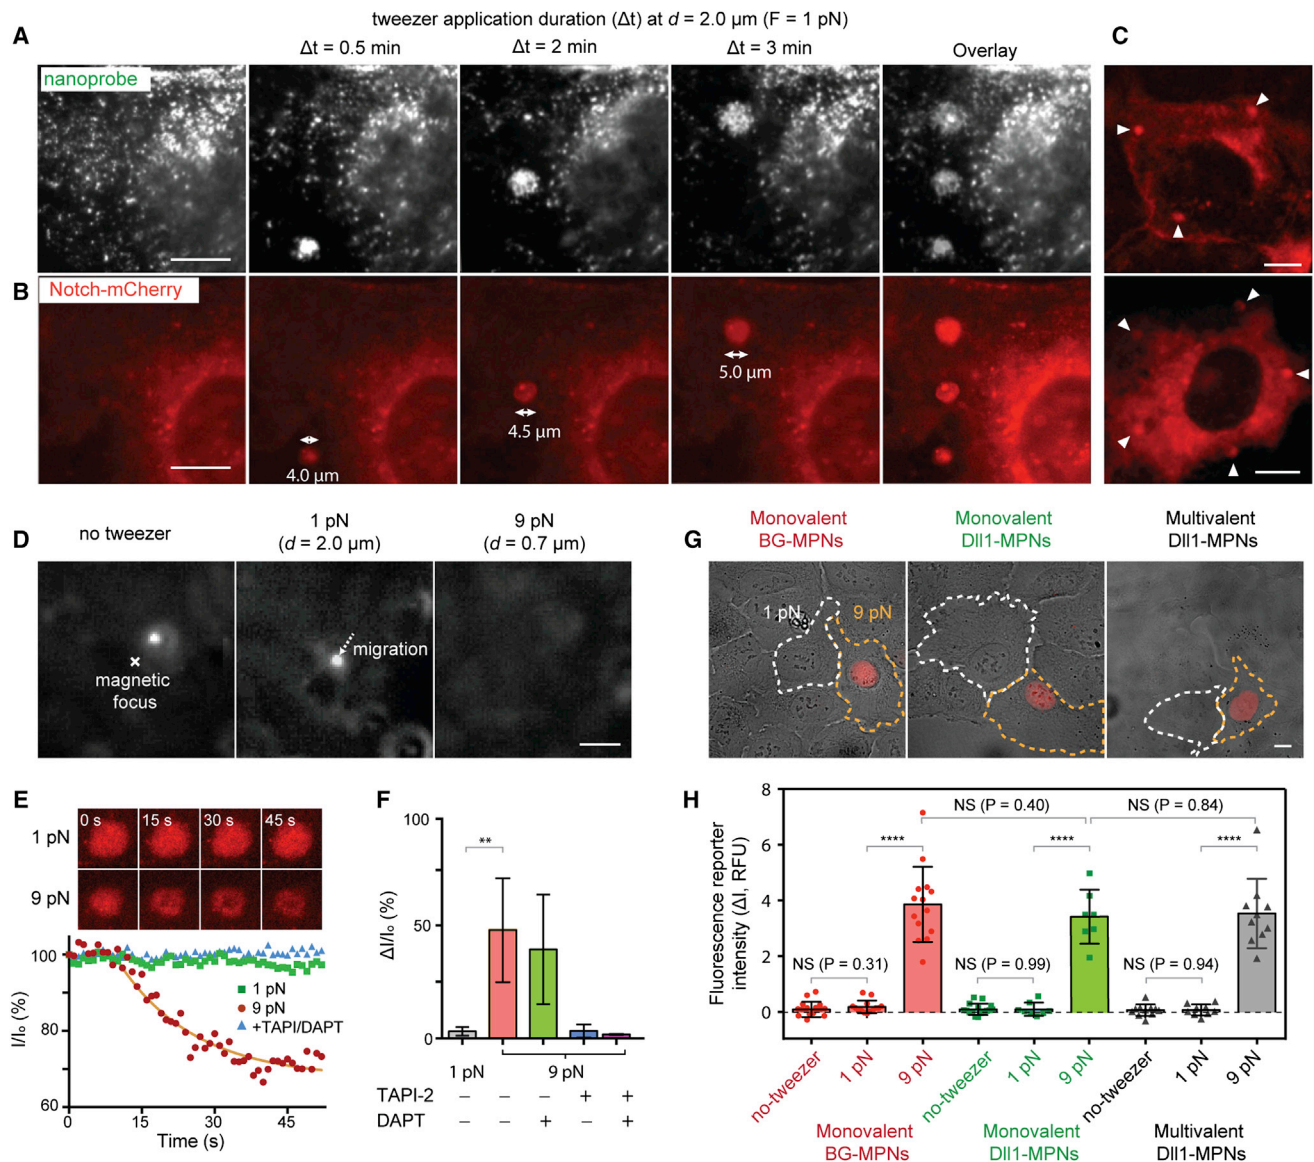 tweezer application duration (Δt) at d = 2.0 µm (F = 1 pN)
A
Δt = 0.5 min
Δt = 2 min
Δt = 3 min
Overlay
C
nanoprobe
B
Notch-mCherry
4.0 µm
4.5 µm
5.0 µm
D
no tweezer
1 pN
(d = 2.0 µm)
9 pN
(d = 0.7 µm)
magnetic
focus
migration
G
Monovalent
BG-MPNs
Monovalent
Dll1-MPNs
Multivalent
Dll1-MPNs
1 pN
9 pN
E
1 pN
9 pN
0 s
15 s
30 s
45 s
I/Iₒ (%)
100
80
60
1 pN
9 pN
+TAPI/DAPT
0
15
30
45
Time (s)
F
ΔI/Iₒ (%)
100
50
0
**
1 pN
9 pN
TAPI-2
– – – + +
DAPT
– – + – +
H
Fluorescence reporter
intensity (ΔI, RFU)
8
6
4
2
0
NS (P = 0.40)
NS (P = 0.84)
****
****
****
NS (P = 0.31)
NS (P = 0.99)
NS (P = 0.94)
no-tweezer
1 pN
9 pN
no-tweezer
1 pN
9 pN
no-tweezer
1 pN
9 pN
Monovalent
BG-MPNs
Monovalent
Dll1-MPNs
Multivalent
Dll1-MPNs